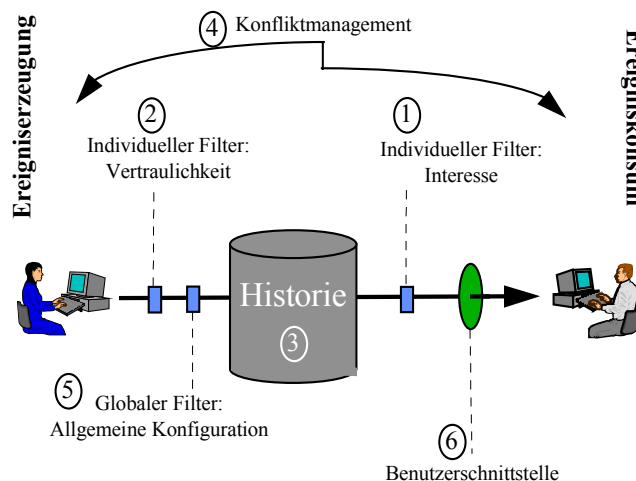 4 Konfliktmanagement
Ereigniserzeugung
Ereigniskonsum
2
Individueller Filter:
Vertraulichkeit
1
Individueller Filter:
Interesse
Historie
3
5 Globaler Filter:
Allgemeine Konfiguration
6
Benutzerschnittstelle